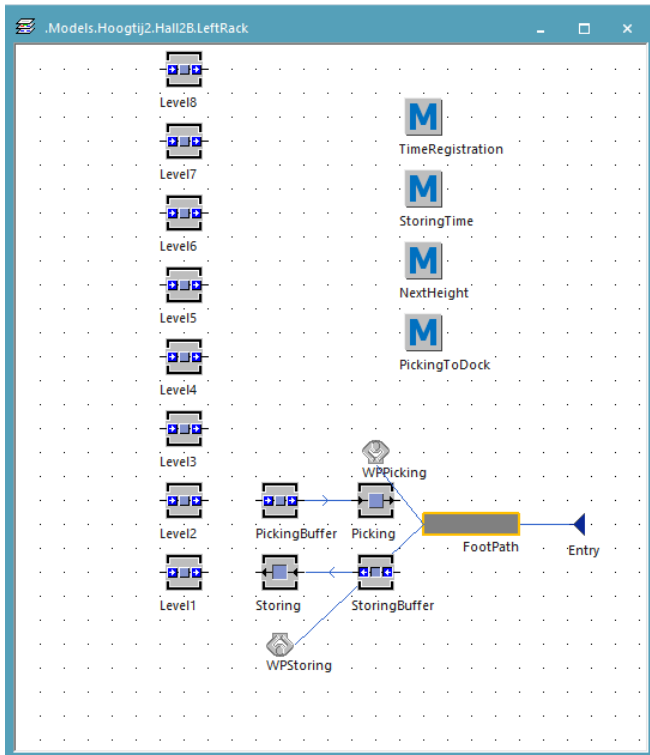 .Models.Hoogtij2.Hall2B.LeftRack
Level8
M
TimeRegistration
Level7
M
StoringTime
Level6
M
NextHeight
Level5
M
PickingToDock
Level4
Level3
WPPicking
Level2
PickingBuffer
Picking
FootPath
Entry
Level1
Storing
StoringBuffer
WPStoring